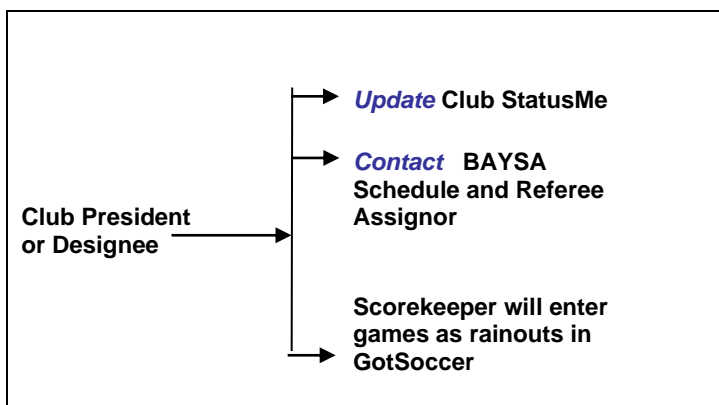 Update Club StatusMe
Contact BAYSA
Schedule and Referee
Assignor
Club President
or Designee
Scorekeeper will enter
games as rainouts in
GotSoccer